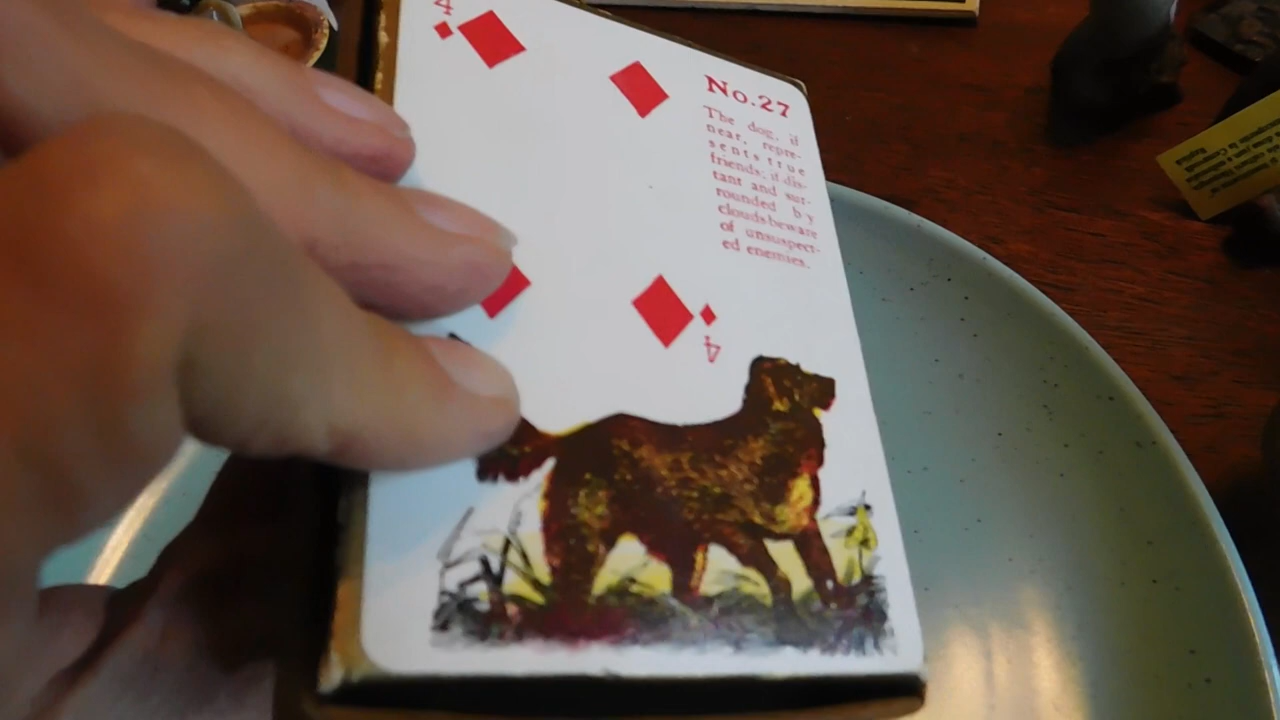 4
No.27
The dog, if
near, repre-
sents true
friends; if dis-
tant and sur-
rounded by
clouds beware
of unsuspect-
ed enemies.
4